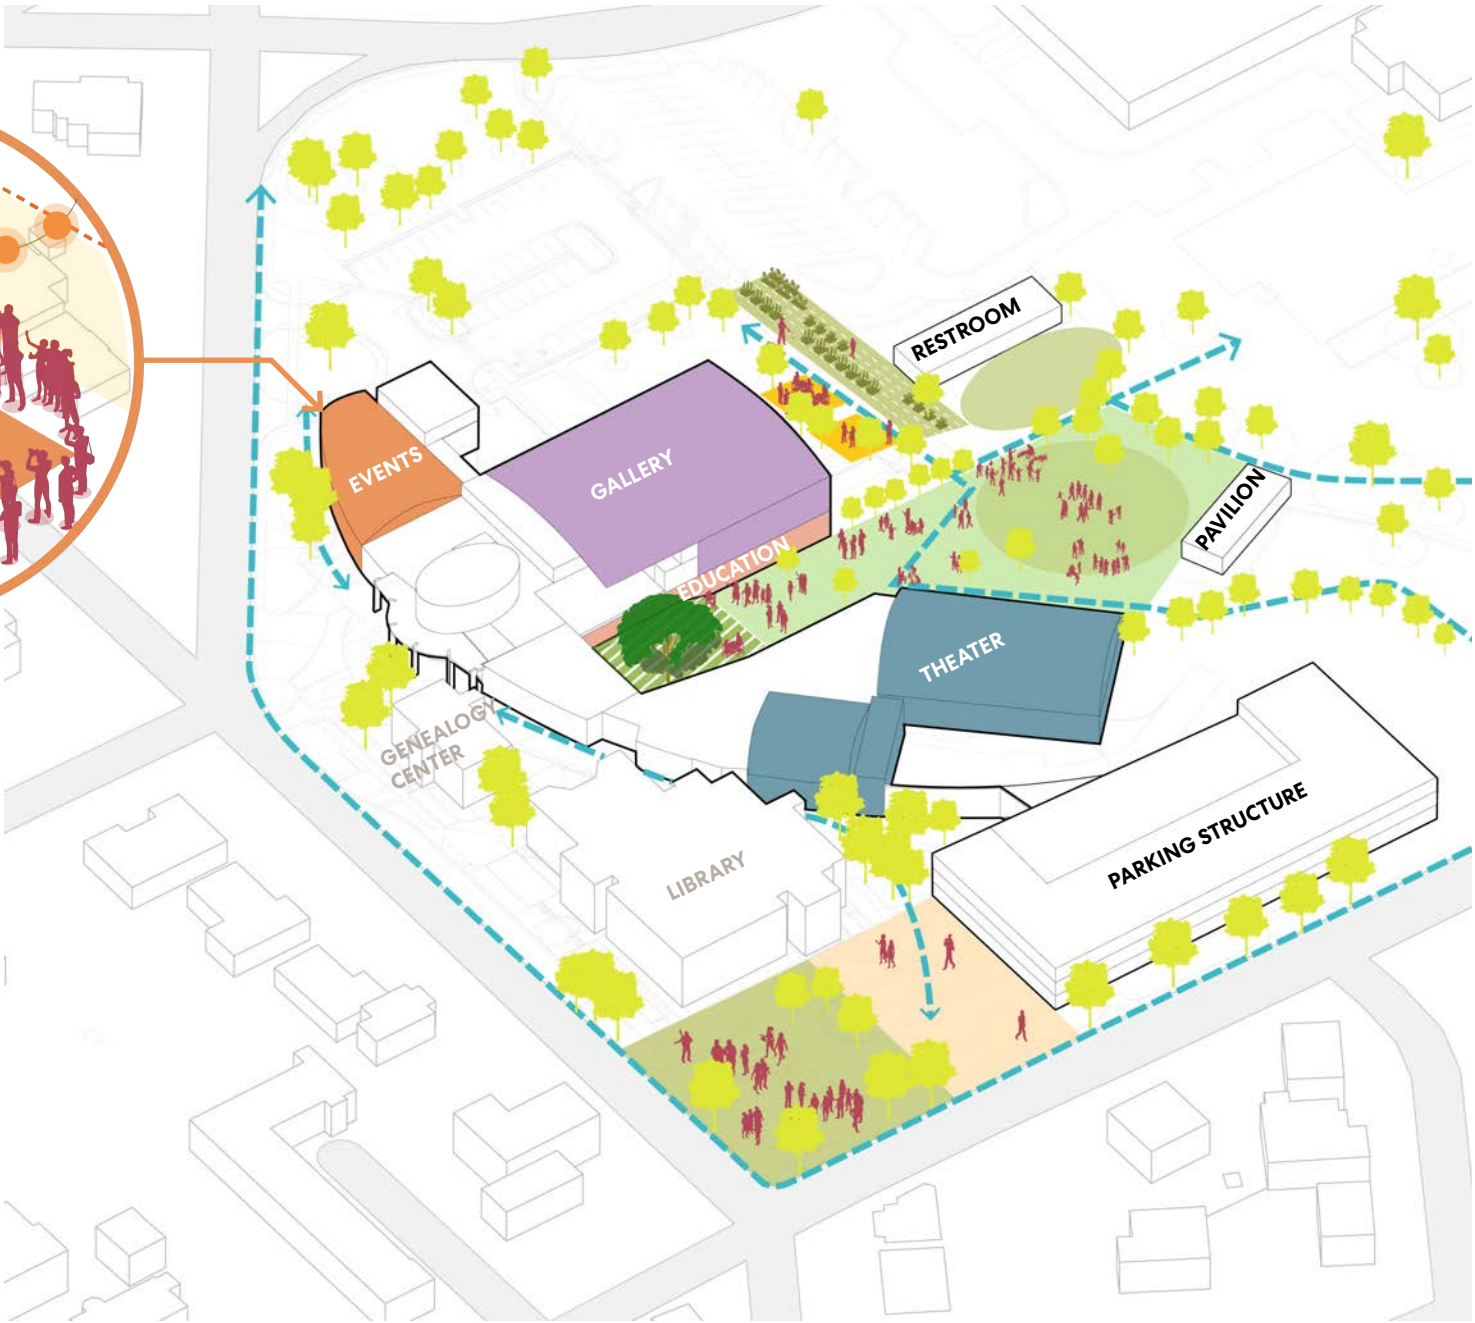 RESTROOM
EVENTS
GALLERY
PAVILION
EDUCATION
THEATER
GENEALOGY
CENTER
LIBRARY
PARKING STRUCTURE